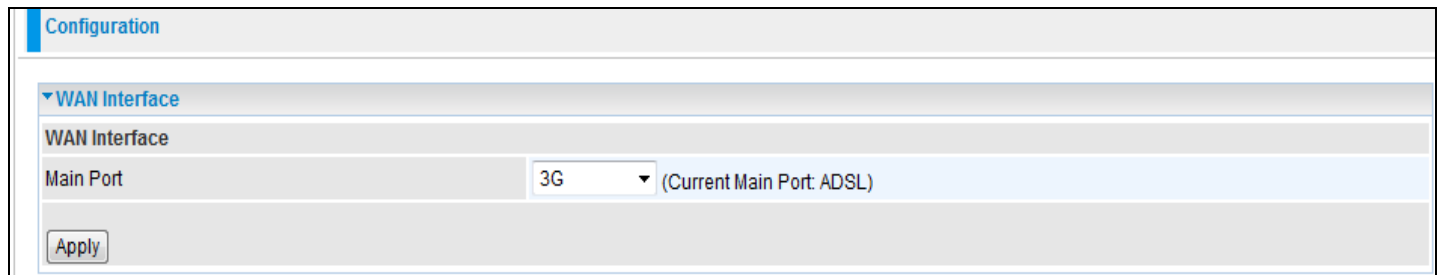 Configuration
WAN Interface
WAN Interface
Main Port 3G (Current Main Port: ADSL)
Apply